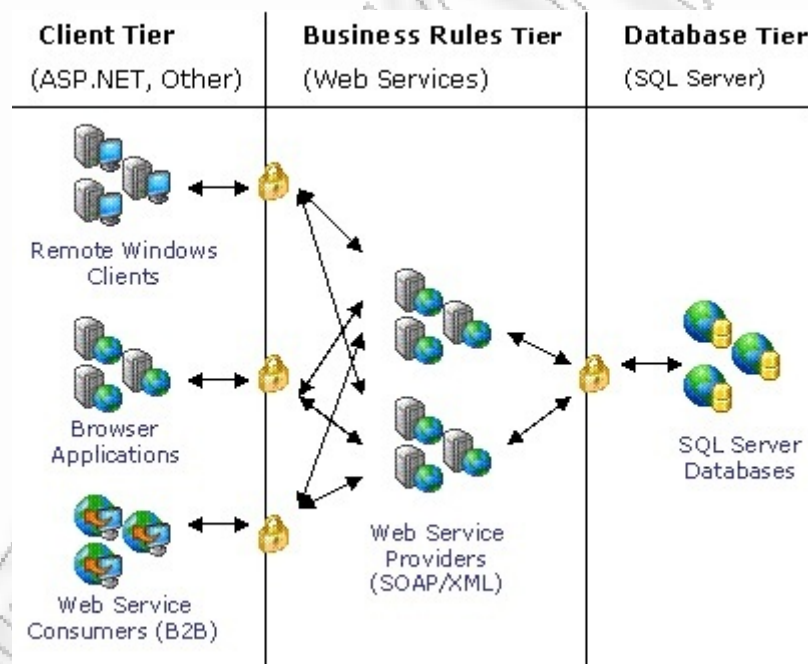 Client Tier
(ASP.NET, Other)
Business Rules Tier
(Web Services)
Database Tier
(SQL Server)
Remote Windows
Clients
Browser
Applications
Web Service
Consumers (B2B)
Web Service
Providers
(SOAP/XML)
SQL Server
Databases